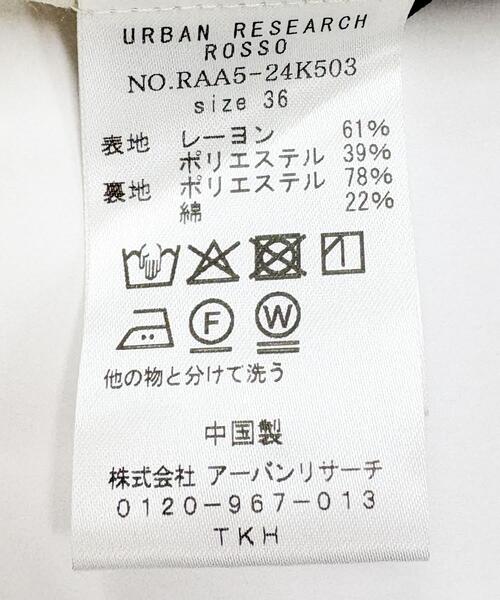 URBAN RESEARCH
ROSSO
NO.RAA5-24K503
size 36
表地 レーヨン 61%
ポリエステル 39%
裏地 ポリエステル 78%
綿 22%
F W
他の物と分けて洗う
中国製
株式会社 アーバンリサーチ
0120-967-013
TKH